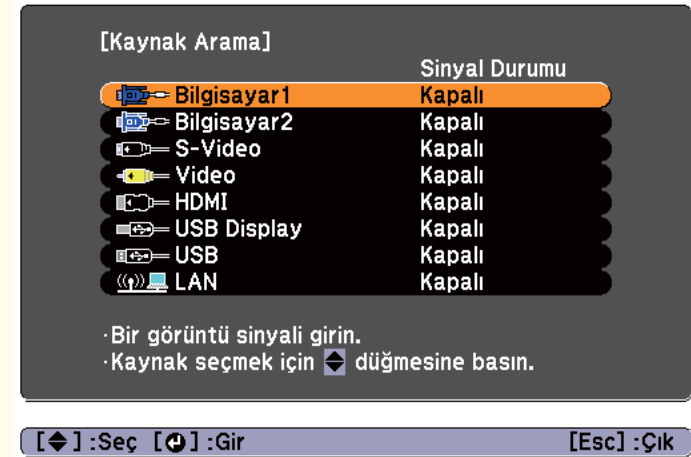 [Kaynak Arama]
Sinyal Durumu
Bilgisayar1 Kapalı
Bilgisayar2 Kapalı
S-Video Kapalı
Video Kapalı
HDMI Kapalı
USB Display Kapalı
USB Kapalı
LAN Kapalı
·Bir görüntü sinyali girin.
·Kaynak seçmek için düğmesine basın.
[ ] :Seç [ ] :Gir [Esc] :Çık